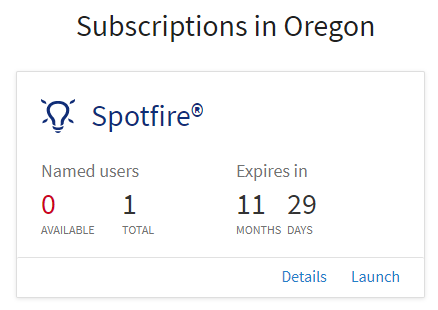 Subscriptions in Oregon
Spotfire®
Named users
Expires in
0 1 11 29
AVAILABLE TOTAL MONTHS DAYS
Details Launch